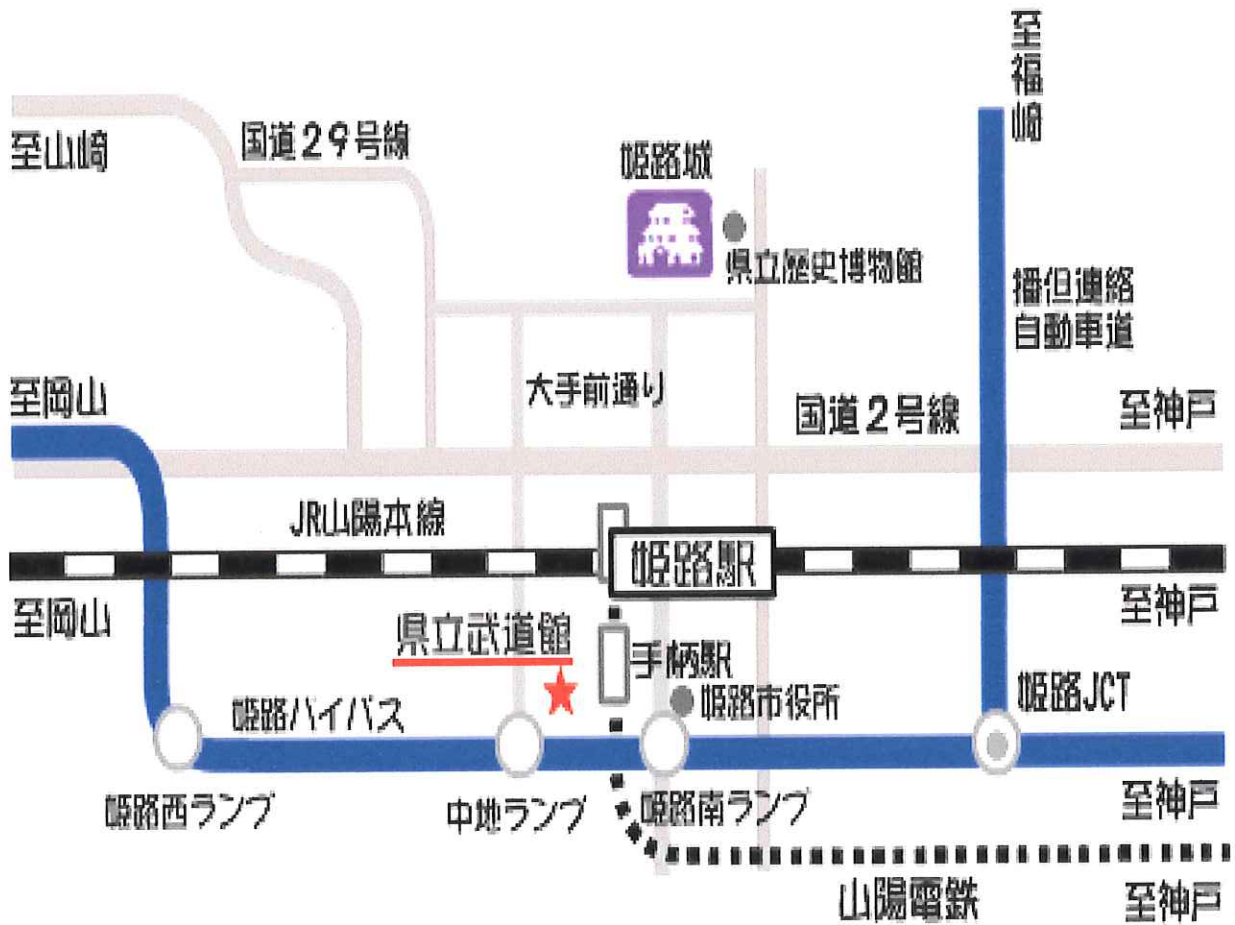 至福﨑
至山﨑
国道29号線
姫路城
県立歴史博物館
播但連絡
自動車道
至岡山
大手前通り
国道2号線
至神戸
JR山陽本線
姫路駅
至岡山
至神戸
県立武道館
手柄駅
姫路市役所
姫路JCT
姫路バイパス
姫路西ランプ
中地ランプ
姫路南ランプ
至神戸
山陽電鉄
至神戸